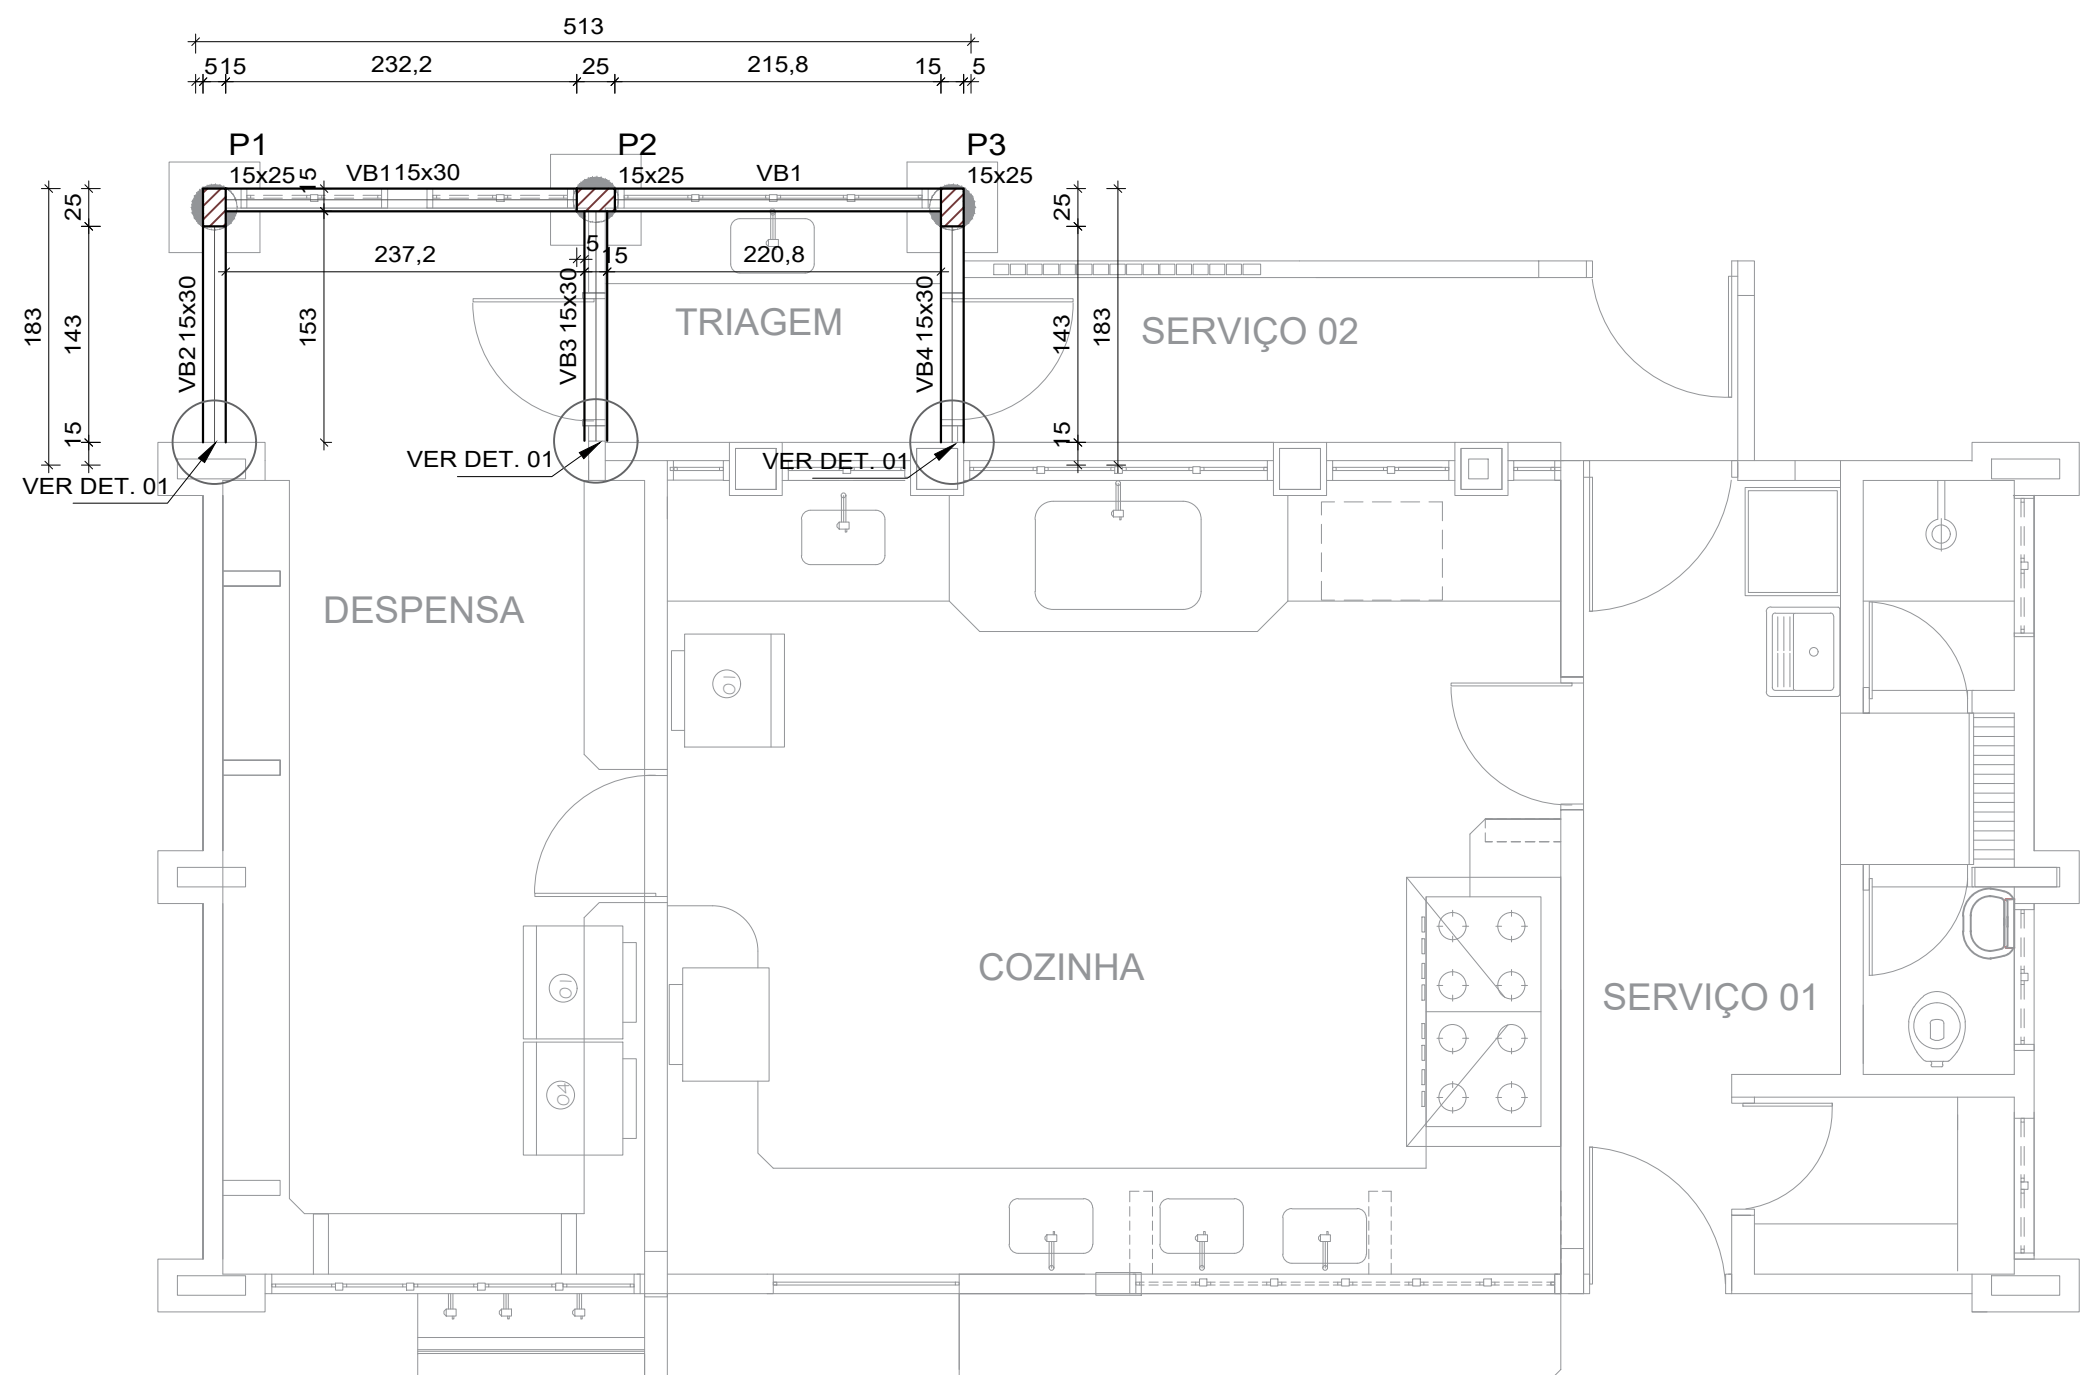 513
5 15 232,2 25 215,8 15 5
P1 P2 P3
15x25 VB1 15x30 15x25 VB1 15x25
15
25 25
237,2 5 15 220,8
183 143 VB2 15x30 153 VB3 15x30 VB4 15x30 143 183
TRIAGEM SERVIÇO 02
15 15
VER DET. 01 VER DET. 01 VER DET. 01
DESPENSA
01
COZINHA
01
SERVIÇO 01
04